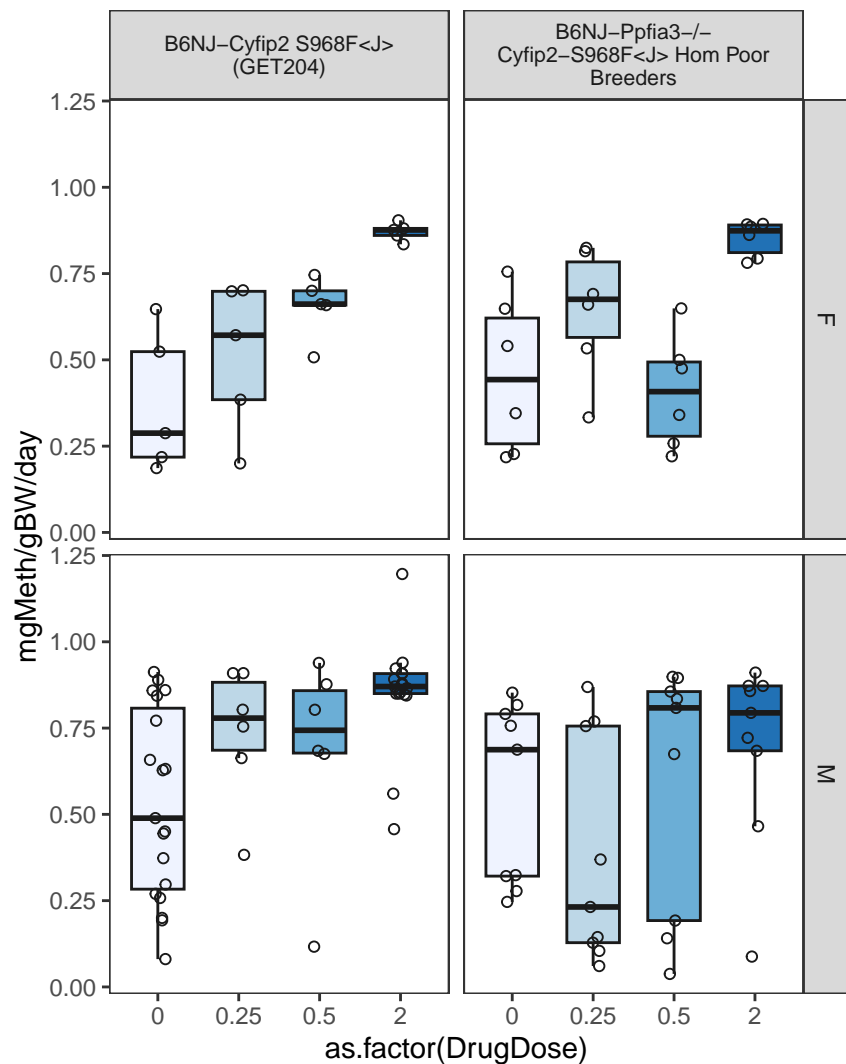 B6NJ−Cyfip2 S968F<J>
(GET204)
B6NJ−Ppfia3−/−
Cyfip2−S968F<J> Hom Poor
Breeders
1.25
1.00
0.75
0.50
0.25
0.00
F
1.25
1.00
0.75
0.50
0.25
0.00
M
mgMeth/gBW/day
0 0.25 0.5 2
0 0.25 0.5 2
as.factor(DrugDose)